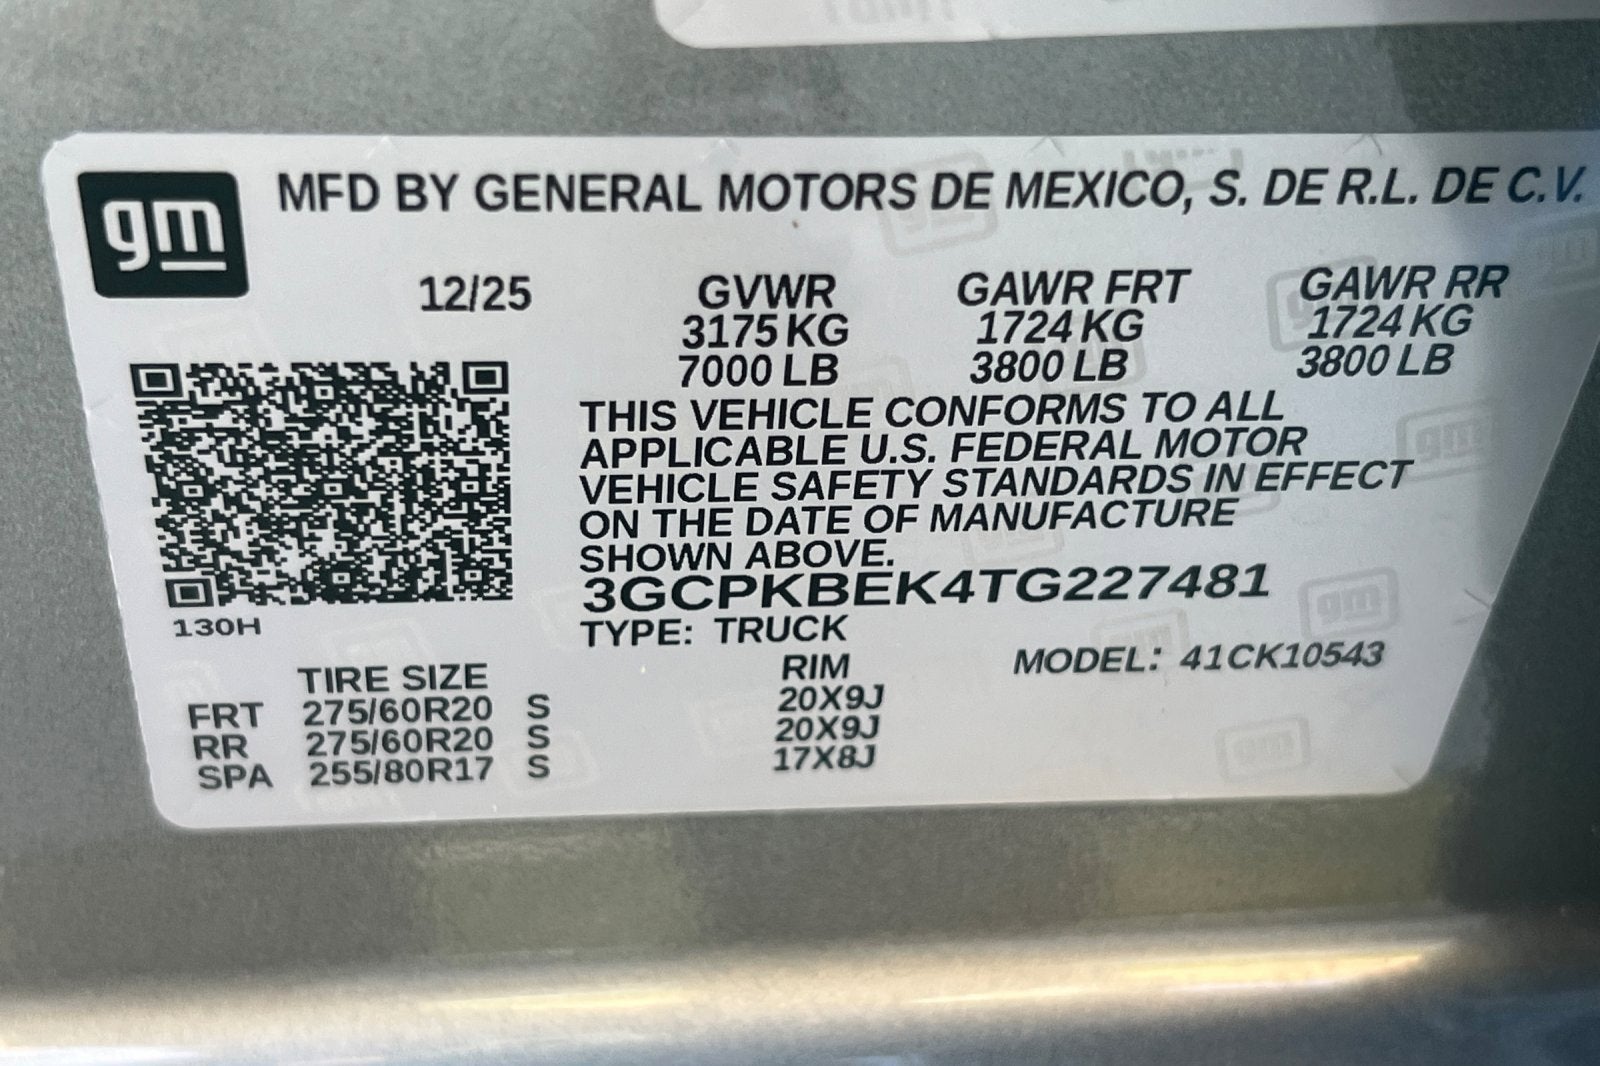 gm
MFD BY GENERAL MOTORS DE MEXICO, S. DE R.L. DE C.V.
12/25 GVWR GAWR FRT GAWR RR
3175 KG 1724 KG 1724 KG
7000 LB 3800 LB 3800 LB
THIS VEHICLE CONFORMS TO ALL
APPLICABLE U.S. FEDERAL MOTOR
VEHICLE SAFETY STANDARDS IN EFFECT
ON THE DATE OF MANUFACTURE
SHOWN ABOVE.
3GCPKBEK4TG227481
130H
TYPE: TRUCK
MODEL: 41CK10543
TIRE SIZE RIM
FRT 275/60R20 S 20X9J
RR 275/60R20 S 20X9J
SPA 255/80R17 S 17X8J